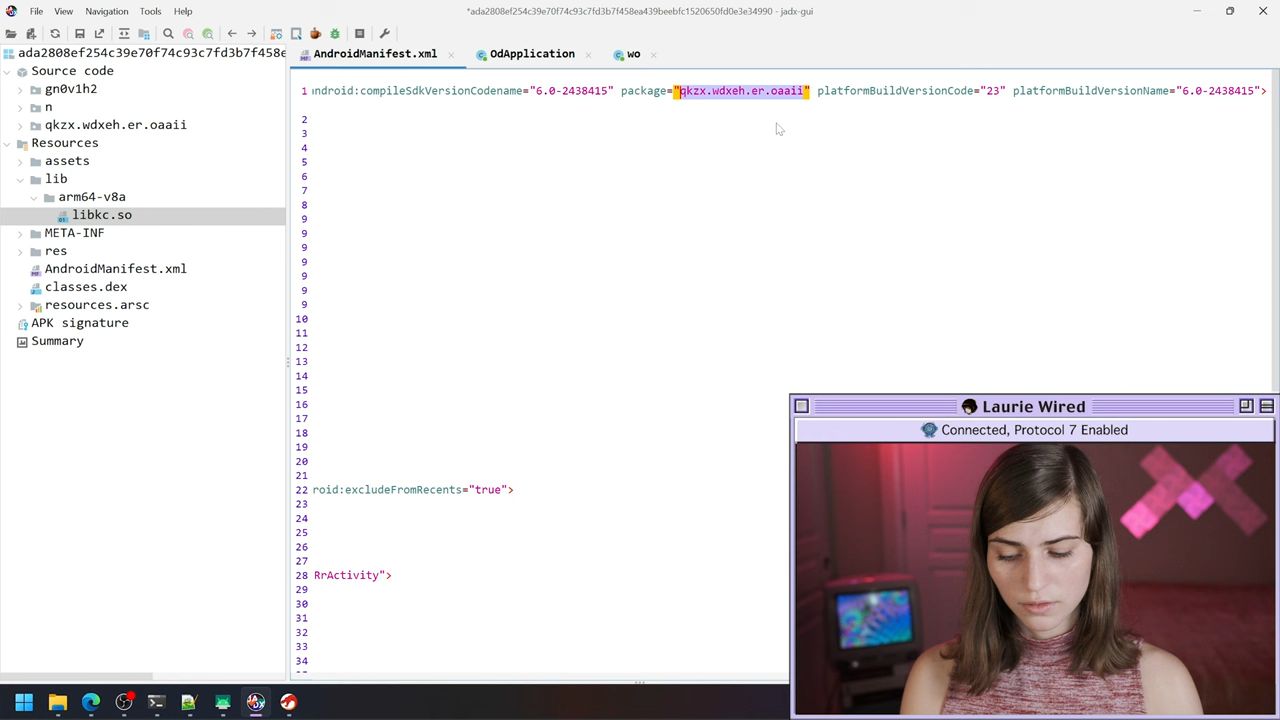 File View Navigation Tools Help
*ada2808ef254c39e70f74c93c7fd3b7f458ea439beebfc1520650fd0e3e34990 - jadx-gui
ada2808ef254c39e70f74c93c7fd3b7f458e
Source code
gn0v1h2
n
qkzx.wdxeh.er.oaaii
Resources
assets
lib
arm64-v8a
libkc.so
META-INF
res
AndroidManifest.xml
classes.dex
resources.arsc
APK signature
Summary
AndroidManifest.xml OdApplication wo
1 android:compileSdkVersionCodename="6.0-2438415" package="qkzx.wdxeh.er.oaaii" platformBuildVersionCode="23" platformBuildVersionName="6.0-2438415">
2
3
4
5
6
7
8
9
9
9
9
9
9
9
10
11
12
13
14
15
16
17
18
19
20
21
22 roid:excludeFromRecents="true">
23
24
25
26
27
28 RrActivity">
29
30
31
32
33
34
Laurie Wired
Connected, Protocol 7 Enabled